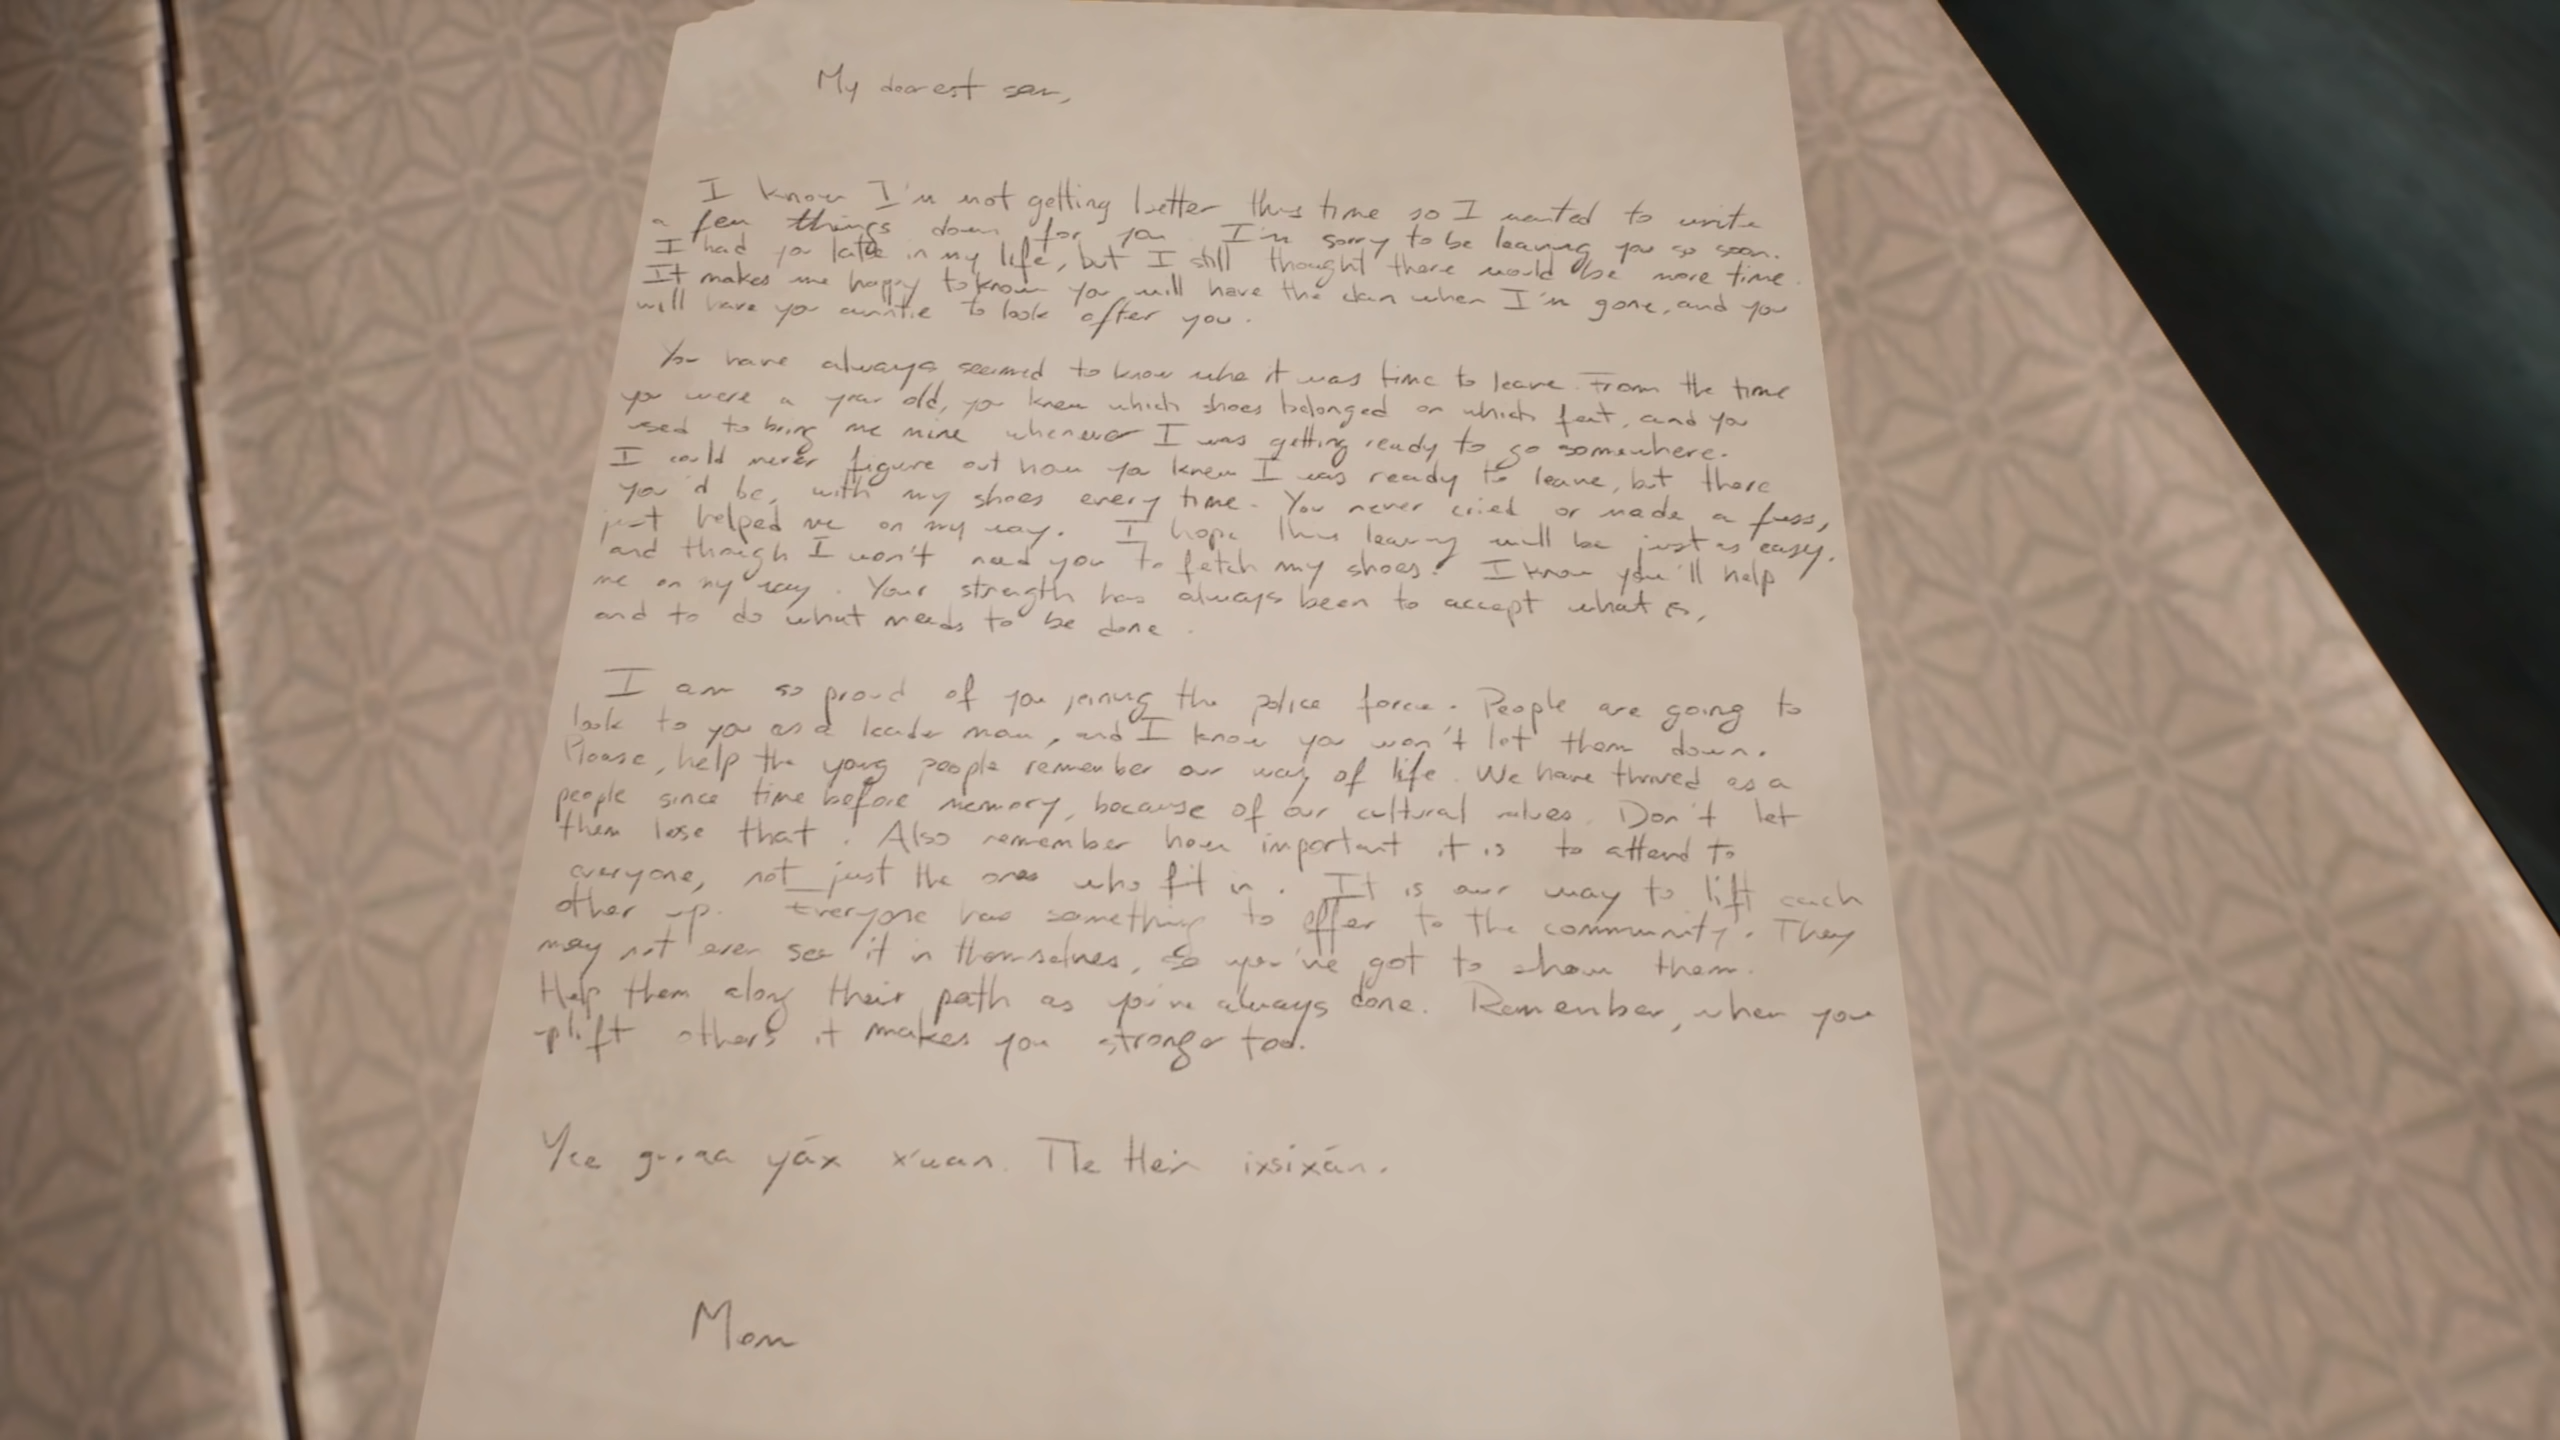 My dearest son,
I know I'm not getting better this time so I wanted to write
a few things down for you. I'm sorry to be leaving you so soon.
I had you late in my life, but I still thought there would be more time.
It makes me happy to know you will have the clan when I'm gone, and you
will have your auntie to look after you.
You have always seemed to know when it was time to leave. From the time
you were a year old, you knew which shoes belonged on which feet, and you
used to bring me mine whenever I was getting ready to go somewhere.
I could never figure out how you knew I was ready to leave, but there
you'd be, with my shoes every time. You never cried or made a fuss,
just helped me on my way. I hope this leaving will be just as easy,
and though I won't need you to fetch my shoes. I know you'll help
me on my way. Your strength has always been to accept what is,
and to do what needs to be done.
I am so proud of you joining the police force. People are going to
look to you as a leader now, and I know you won't let them down.
Please, help the young people remember our way of life. We have thrived as a
people since time before memory, because of our cultural values. Don't let
them lose that. Also remember how important it is to attend to
everyone, not just the ones who fit in. It is our way to lift each
other up. Everyone has something to offer to the community. They
may not even see it in themselves, so you've got to show them.
Help them along their path as you've always done. Remember, when you
uplift others it makes you stronger too.
Yee yáx x'wan. ixsixán.
Mom